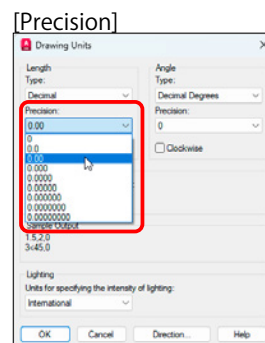 [Precision]
Drawing Units
Length
Type:
Decimal
Precision:
0.00
0
0.0
0.00
0.000
0.0000
0.00000
0.000000
0.0000000
0.00000000
Angle
Type:
Decimal Degrees
Precision:
0
Clockwise
Sample Output
1.5,2,0
3<45,0
Lighting
Units for specifying the intensity of lighting:
International
OK
Cancel
Direction...
Help